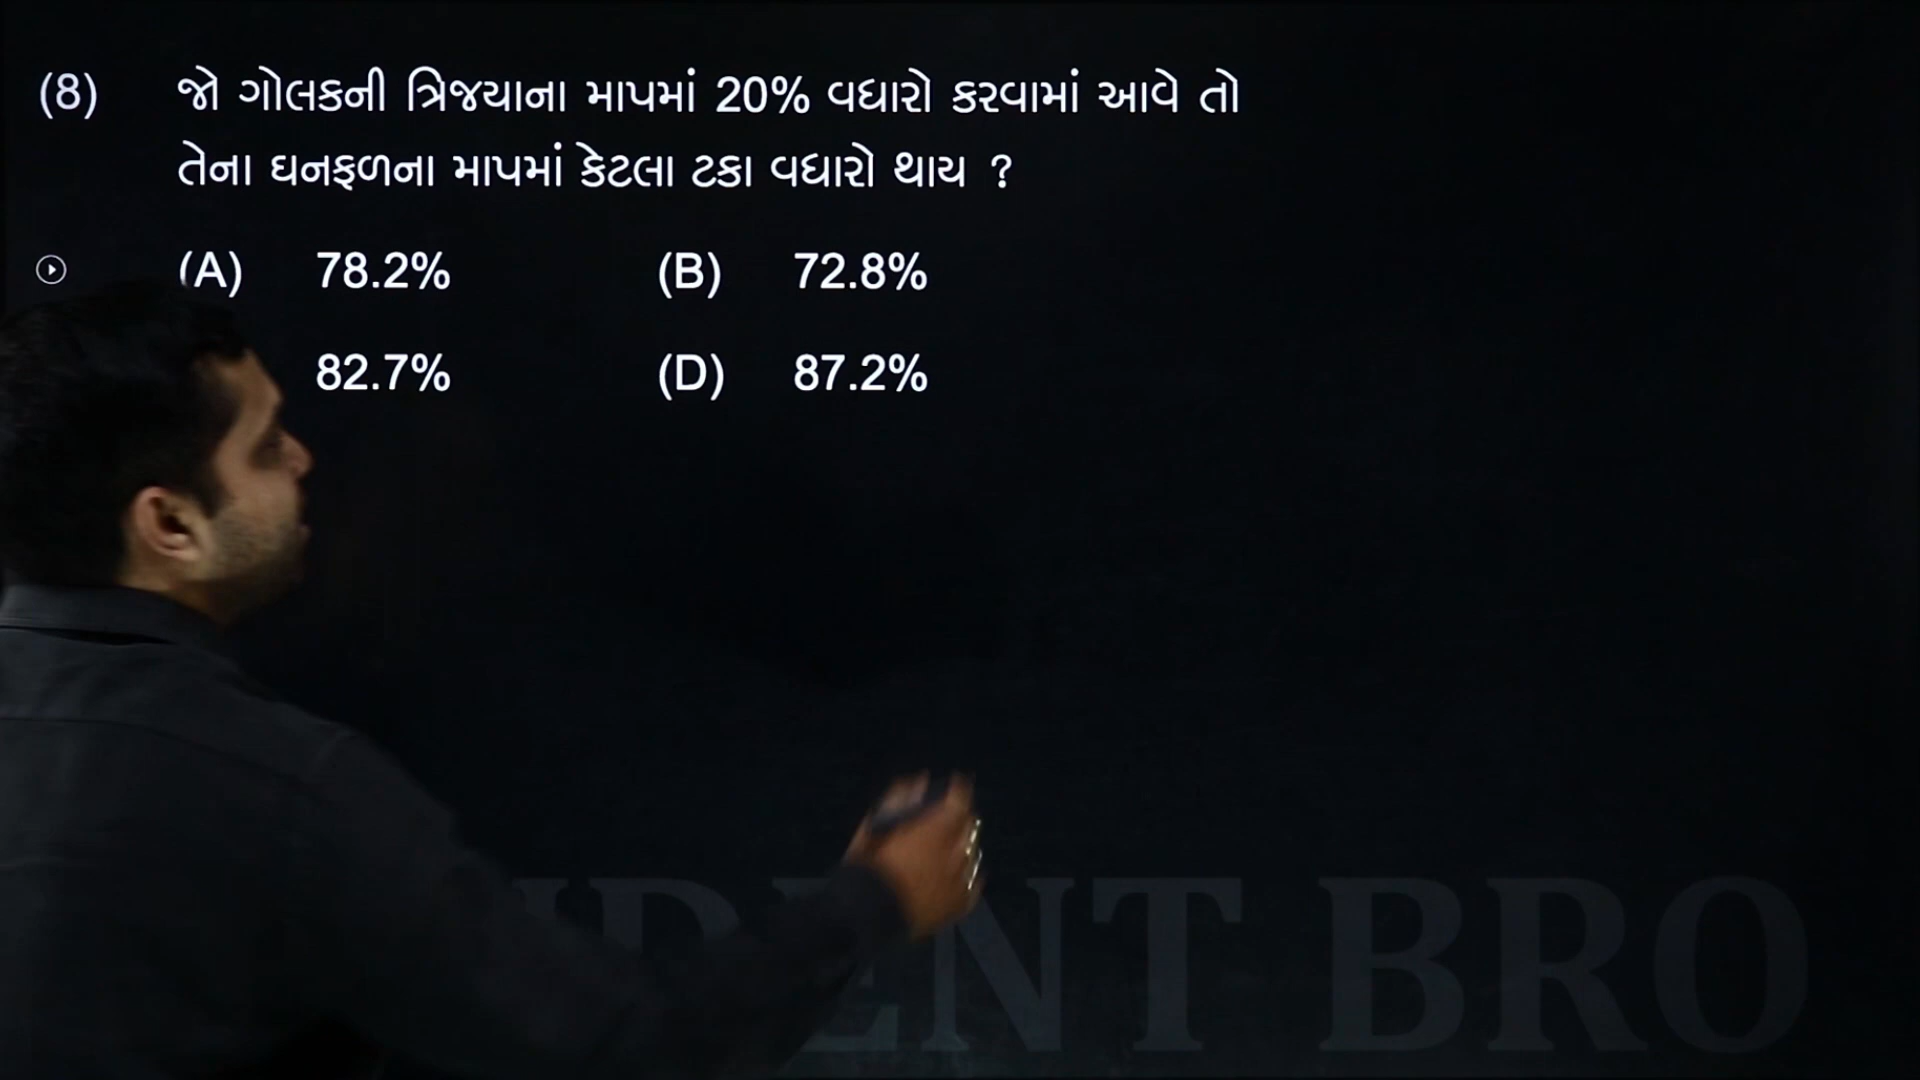 (8) જો ગોલકની ત્રિજયાના માપમાં 20% વધારો કરવામાં આવે તો
તેના ઘનફળના માપમાં કેટલા ટકા વધારો થાય ?
(A) 78.2% (B) 72.8%
82.7% (D) 87.2%
DENT BRO